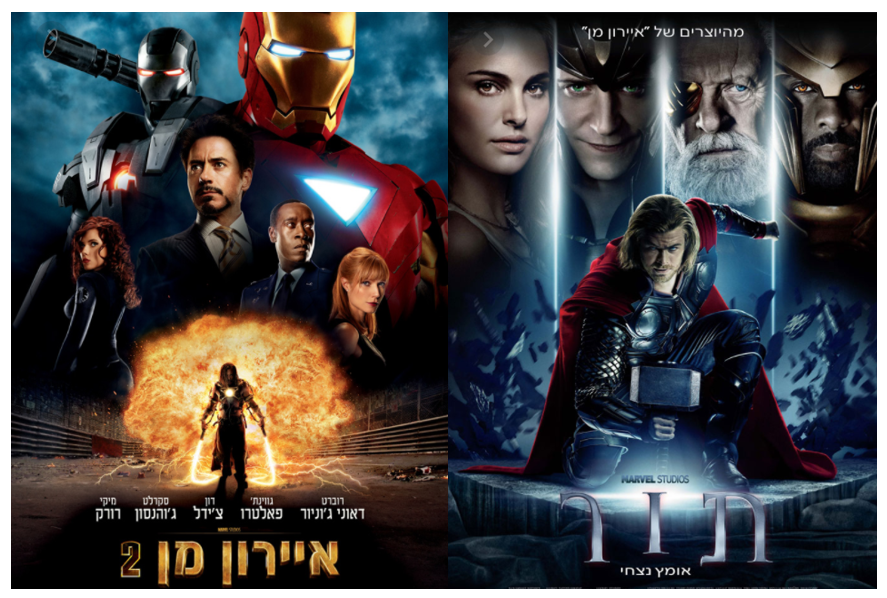 רוברט דאוני ג׳וניור
גווינת׳ פאלטרו
רון צ׳ידל
סקרלט ג׳והנסון
מיקי רורק
איירון מן 2
מהיוצרים של "איירון מן"
MARVEL STUDIOS
תור
אומץ נצחי